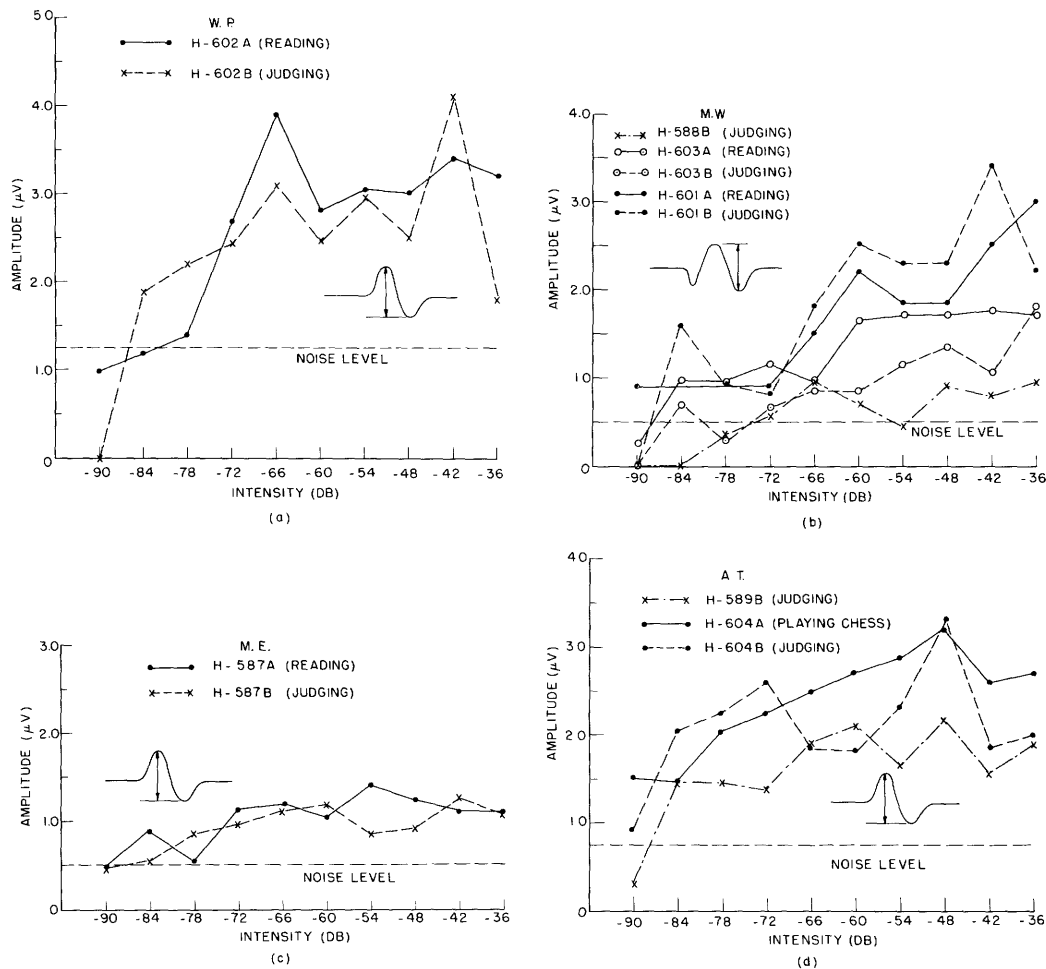 W. P.
H-602A (READING)
H-602B (JUDGING)
5.0
4.0
3.0
2.0
1.0
0
AMPLITUDE (μV)
NOISE LEVEL
-90 -84 -78 -72 -66 -60 -54 -48 -42 -36
INTENSITY (DB)
(a)
M.W
H-588B (JUDGING)
H-603A (READING)
H-603B (JUDGING)
H-601A (READING)
H-601B (JUDGING)
4.0
3.0
2.0
1.0
0
AMPLITUDE (μV)
NOISE LEVEL
-90 -84 -78 -72 -66 -60 -54 -48 -42 -36
INTENSITY (DB)
(b)
M.E.
H-587A (READING)
H-587B (JUDGING)
3.0
2.0
1.0
0
AMPLITUDE (μV)
NOISE LEVEL
-90 -84 -78 -72 -66 -60 -54 -48 -42 -36
INTENSITY (DB)
(c)
A T.
H-589B (JUDGING)
H-604A (PLAYING CHESS)
H-604B (JUDGING)
4.0
3.0
2.0
1.0
0
AMPLITUDE (μV)
NOISE LEVEL
-90 -84 -78 -72 -66 -60 -54 -48 -42 -36
INTENSITY (DB)
(d)